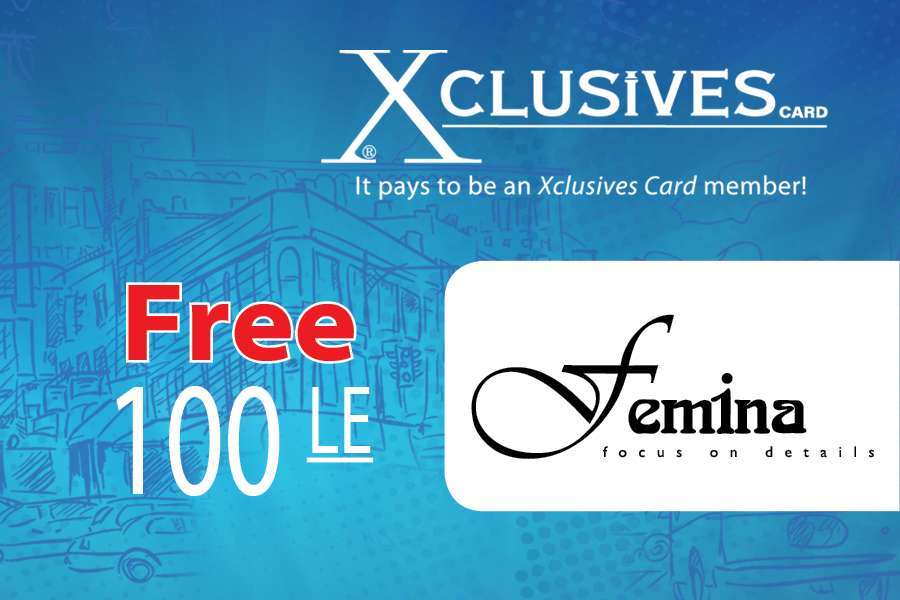 XCLUSiVES CARD
®
It pays to be an Xclusives Card member!
Free
100 LE
Femina
focus on details